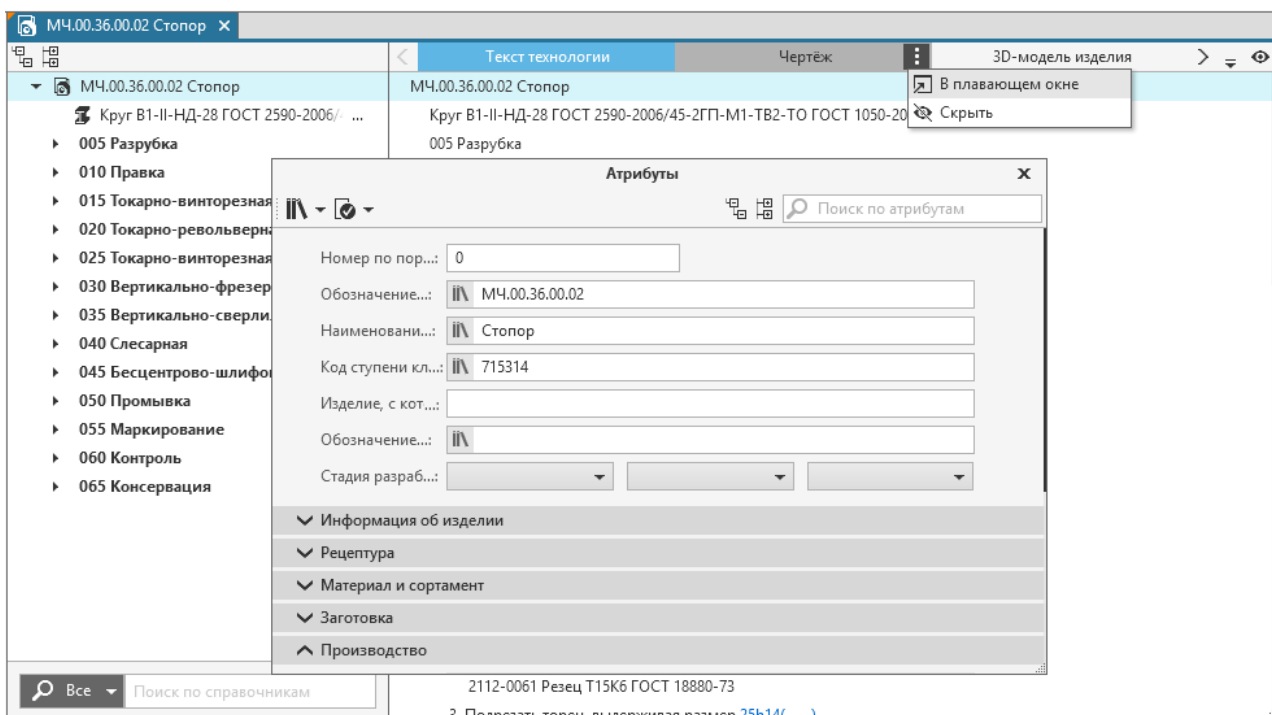 МЧ.00.36.00.02 Стопор
Текст технологии
Чертёж
3D-модель изделия
В плавающем окне
Скрыть
МЧ.00.36.00.02 Стопор
Круг В1-II-НД-28 ГОСТ 2590-2006/ ...
005 Разрубка
010 Правка
015 Токарно-винторезная
020 Токарно-револьверна
025 Токарно-винторезная
030 Вертикально-фрезер
035 Вертикально-сверли
040 Слесарная
045 Бесцентрово-шлифо
050 Промывка
055 Маркирование
060 Контроль
065 Консервация
Все
Поиск по справочникам
МЧ.00.36.00.02 Стопор
Круг В1-II-НД-28 ГОСТ 2590-2006/45-2ГП-М1-ТВ2-ТО ГОСТ 1050-20
005 Разрубка
Атрибуты
Поиск по атрибутам
Номер по пор...: 0
Обозначение...: МЧ.00.36.00.02
Наименовани...: Стопор
Код ступени кл...: 715314
Изделие, с кот...:
Обозначение...:
Стадия разраб...:
Информация об изделии
Рецептура
Материал и сортамент
Заготовка
Производство
2112-0061 Резец Т15К6 ГОСТ 18880-73
3. Подрезать торец, выдерживая размер 25h14(-...)